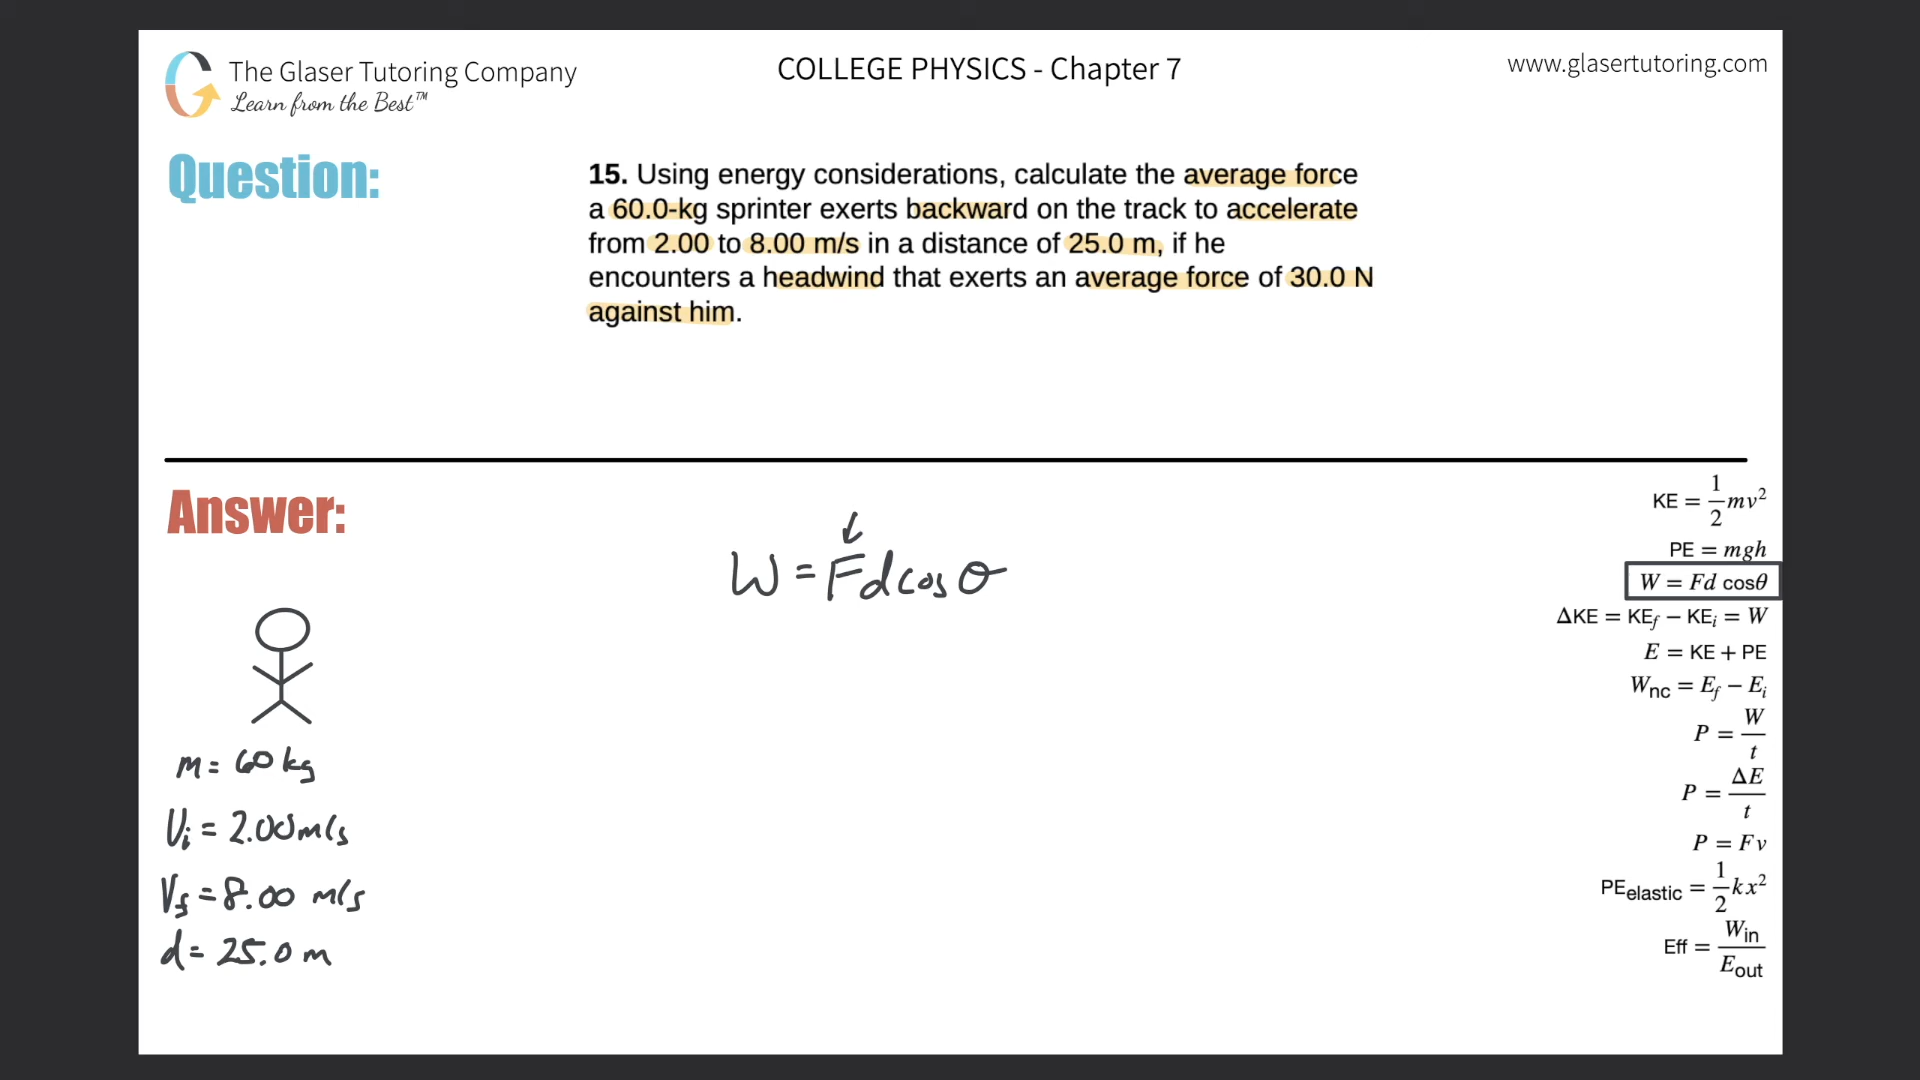 The Glaser Tutoring Company
Learn from the Best™
COLLEGE PHYSICS - Chapter 7
www.glasertutoring.com
Question:
15. Using energy considerations, calculate the average force
a 60.0-kg sprinter exerts backward on the track to accelerate
from 2.00 to 8.00 m/s in a distance of 25.0 m, if he
encounters a headwind that exerts an average force of 30.0 N
against him.
Answer:
W = Fd cos θ
m = 60 kg
Vi = 2.00 m/s
Vf = 8.00 m/s
d = 25.0 m
KE = 1/2 mv²
PE = mgh
W = Fd cosθ
ΔKE = KEf − KEi = W
E = KE + PE
Wnc = Ef − Ei
P = W/t
P = ΔE/t
P = Fv
PEelastic = 1/2 kx²
Eff = Win/Eout